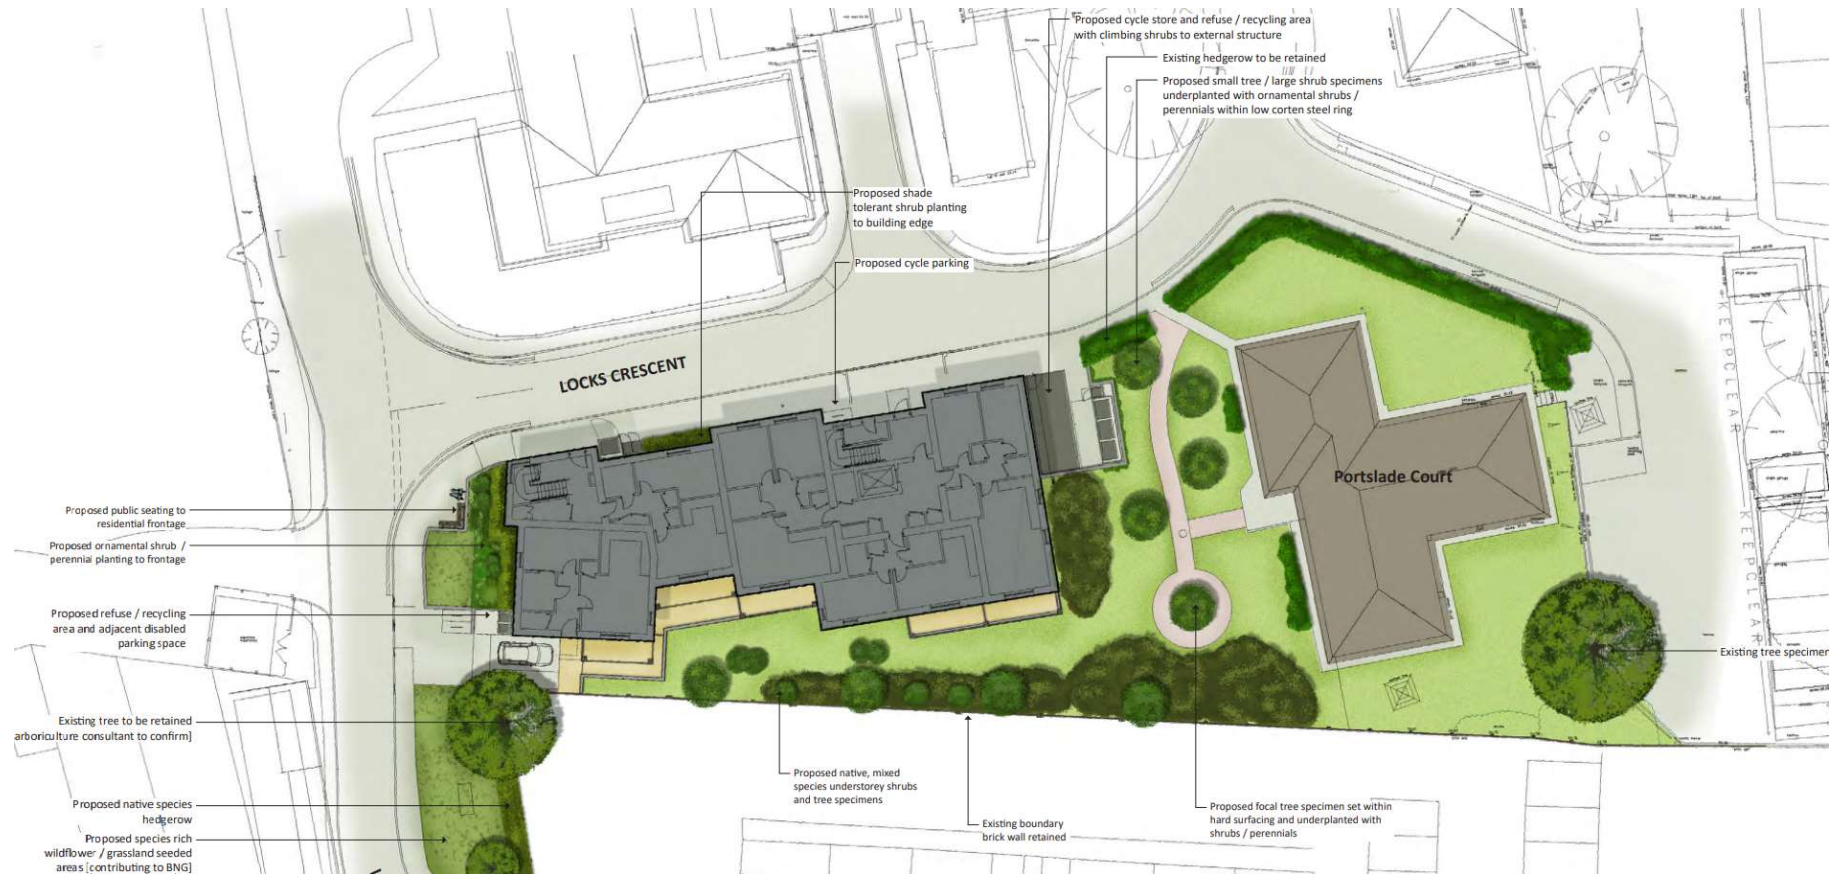 Proposed cycle store and refuse / recycling area
with climbing shrubs to external structure
Existing hedgerow to be retained
Proposed small tree / large shrub specimens
underplanted with ornamental shrubs /
perennials within low corten steel ring
Proposed shade
tolerant shrub planting
to building edge
Proposed cycle parking
LOCKS CRESCENT
KEEPCLEAR
Portslade Court
Proposed public seating to
residential frontage
Proposed ornamental shrub /
perennial planting to frontage
KEEPCLEAR
Proposed refuse / recycling
area and adjacent disabled
parking space
Existing tree specimen
Existing tree to be retained
arboriculture consultant to confirm]
Proposed native, mixed
species understorey shrubs
and tree specimens
Proposed native species
hedgerow
Existing boundary
brick wall retained
Proposed focal tree specimen set within
hard surfacing and underplanted with
shrubs / perennials
Proposed species rich
wildflower / grassland seeded
areas [contributing to BNG]